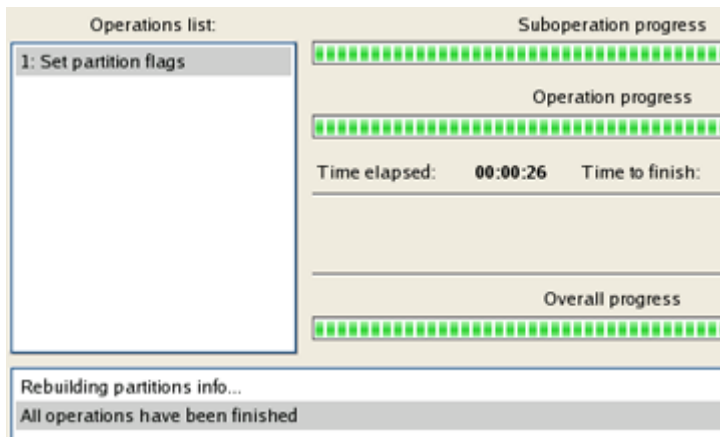 Operations list:
1: Set partition flags
Suboperation progress
Operation progress
Time elapsed: 00:00:26 Time to finish:
Overall progress
Rebuilding partitions info...
All operations have been finished